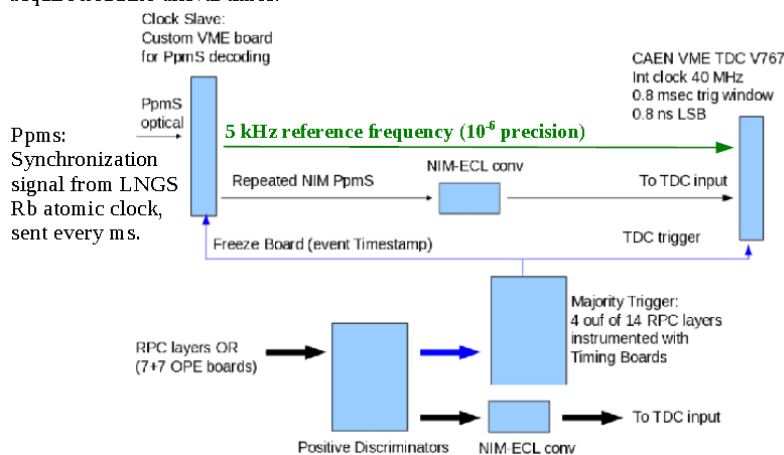 Clock Slave:
Custom VME board
for PpmS decoding
CAEN VME TDC V767
Int clock 40 MHz
0.8 msec trig window
0.8 ns LSB
PpmS
optical
Ppms:
Synchronization
signal from LNGS
Rb atomic clock,
sent every ms.
5 kHz reference frequency (10⁻⁶ precision)
NIM-ECL conv
Repeated NIM PpmS
To TDC input
Freeze Board (event Timestamp)
TDC trigger
Majority Trigger:
4 ouf of 14 RPC layers
instrumented with
Timing Boards
RPC layers OR
(7+7 OPE boards)
To TDC input
Positive Discriminators
NIM-ECL conv